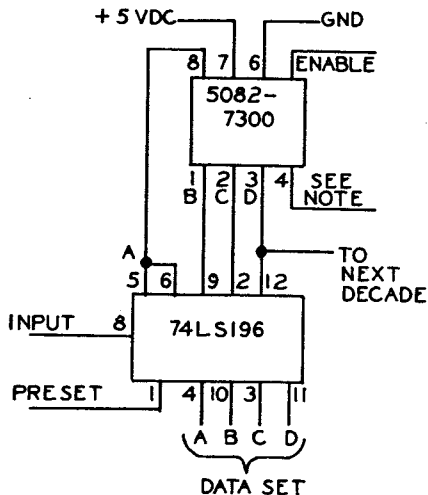 + 5 VDC GND
8 7 6 ENABLE
5082-
7300
1 2 3 4 SEE
B C D NOTE
A TO
NEXT
DECADE
5 6 9 2 12
INPUT 8 74LS196
PRESET 1 4 10 3 11
A B C D
DATA SET